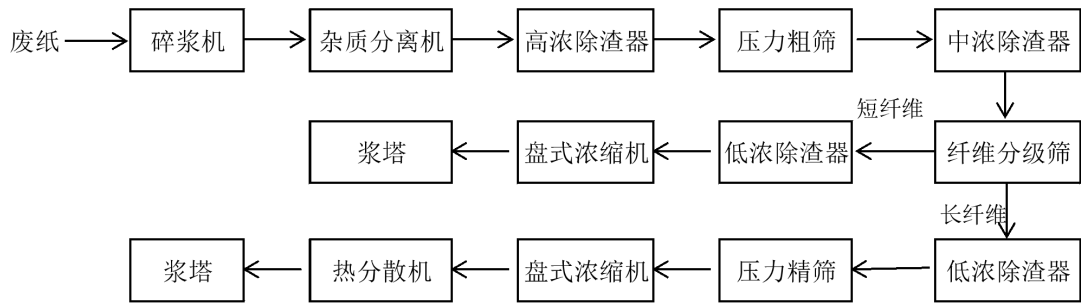 废纸 碎浆机 杂质分离机 高浓除渣器 压力粗筛 中浓除渣器
短纤维
浆塔 盘式浓缩机 低浓除渣器 纤维分级筛
长纤维
浆塔 热分散机 盘式浓缩机 压力精筛 低浓除渣器